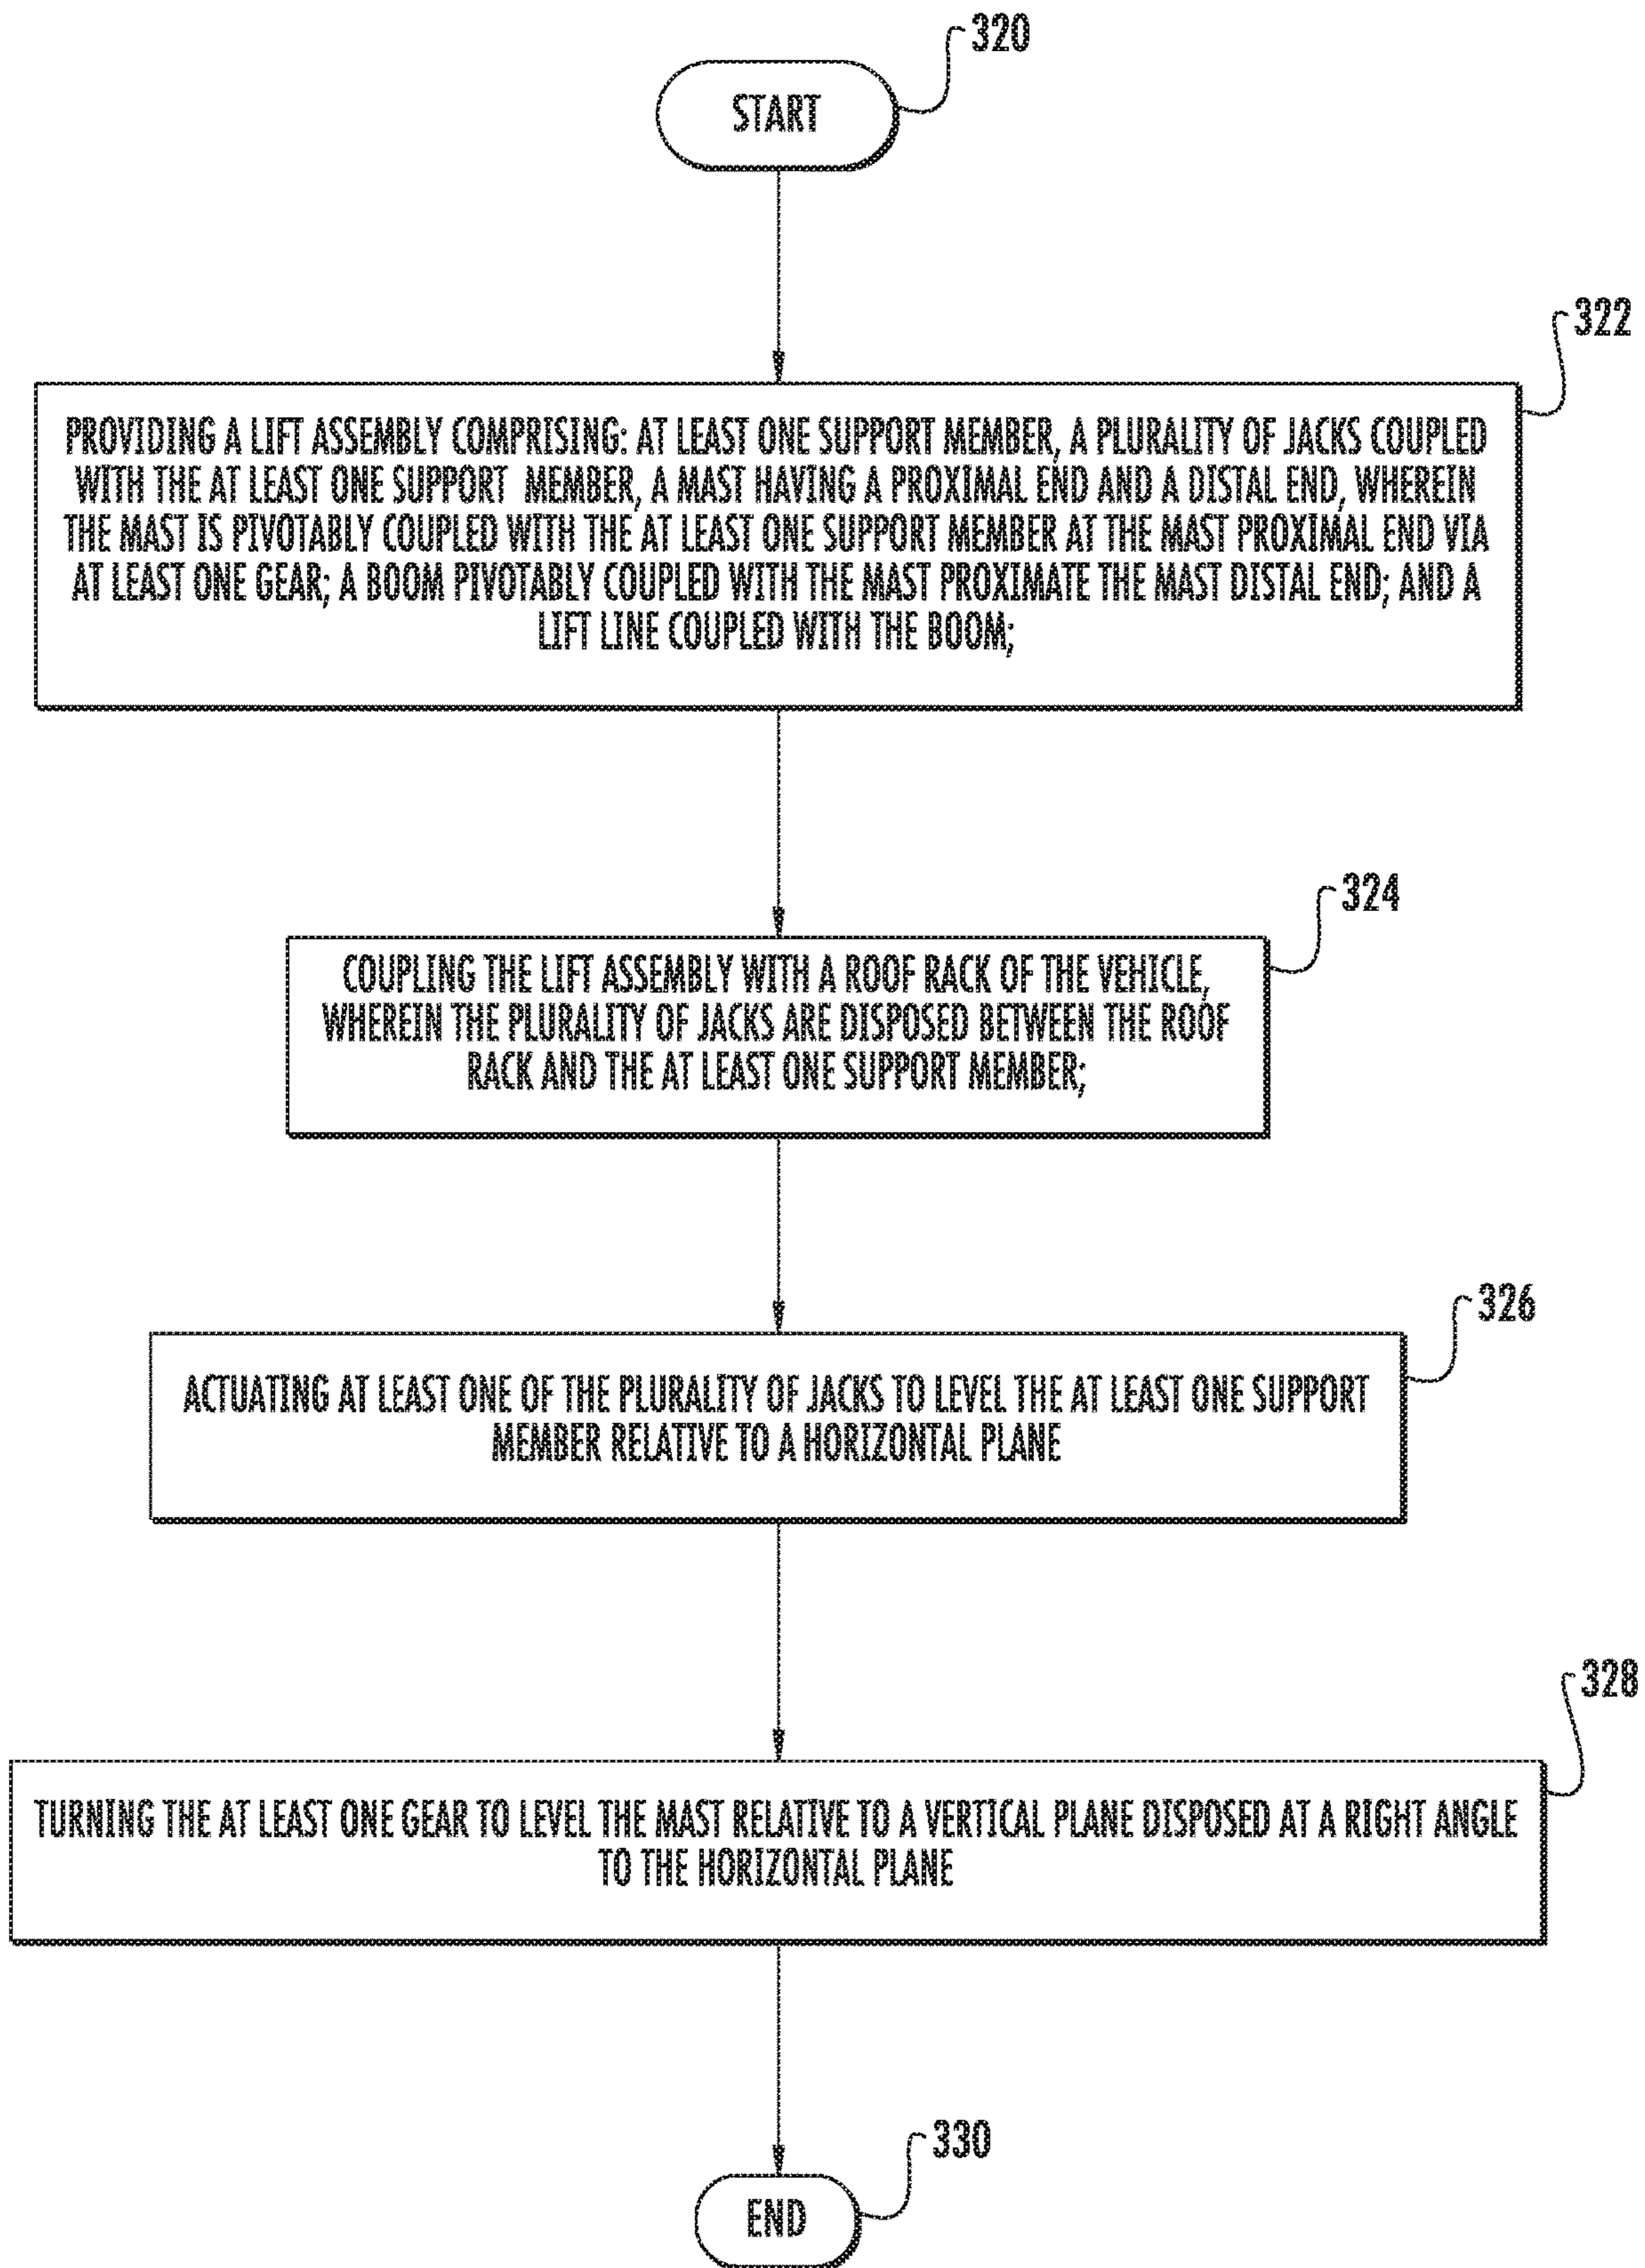 320
START
322
PROVIDING A LIFT ASSEMBLY COMPRISING: AT LEAST ONE SUPPORT MEMBER, A PLURALITY OF JACKS COUPLED
WITH THE AT LEAST ONE SUPPORT MEMBER, A MAST HAVING A PROXIMAL END AND A DISTAL END, WHEREIN
THE MAST IS PIVOTABLY COUPLED WITH THE AT LEAST ONE SUPPORT MEMBER AT THE MAST PROXIMAL END VIA
AT LEAST ONE GEAR; A BOOM PIVOTABLY COUPLED WITH THE MAST PROXIMATE THE MAST DISTAL END; AND A
LIFT LINE COUPLED WITH THE BOOM;
324
COUPLING THE LIFT ASSEMBLY WITH A ROOF RACK OF THE VEHICLE,
WHEREIN THE PLURALITY OF JACKS ARE DISPOSED BETWEEN THE ROOF
RACK AND THE AT LEAST ONE SUPPORT MEMBER;
326
ACTUATING AT LEAST ONE OF THE PLURALITY OF JACKS TO LEVEL THE AT LEAST ONE SUPPORT
MEMBER RELATIVE TO A HORIZONTAL PLANE
328
TURNING THE AT LEAST ONE GEAR TO LEVEL THE MAST RELATIVE TO A VERTICAL PLANE DISPOSED AT A RIGHT ANGLE
TO THE HORIZONTAL PLANE
330
END